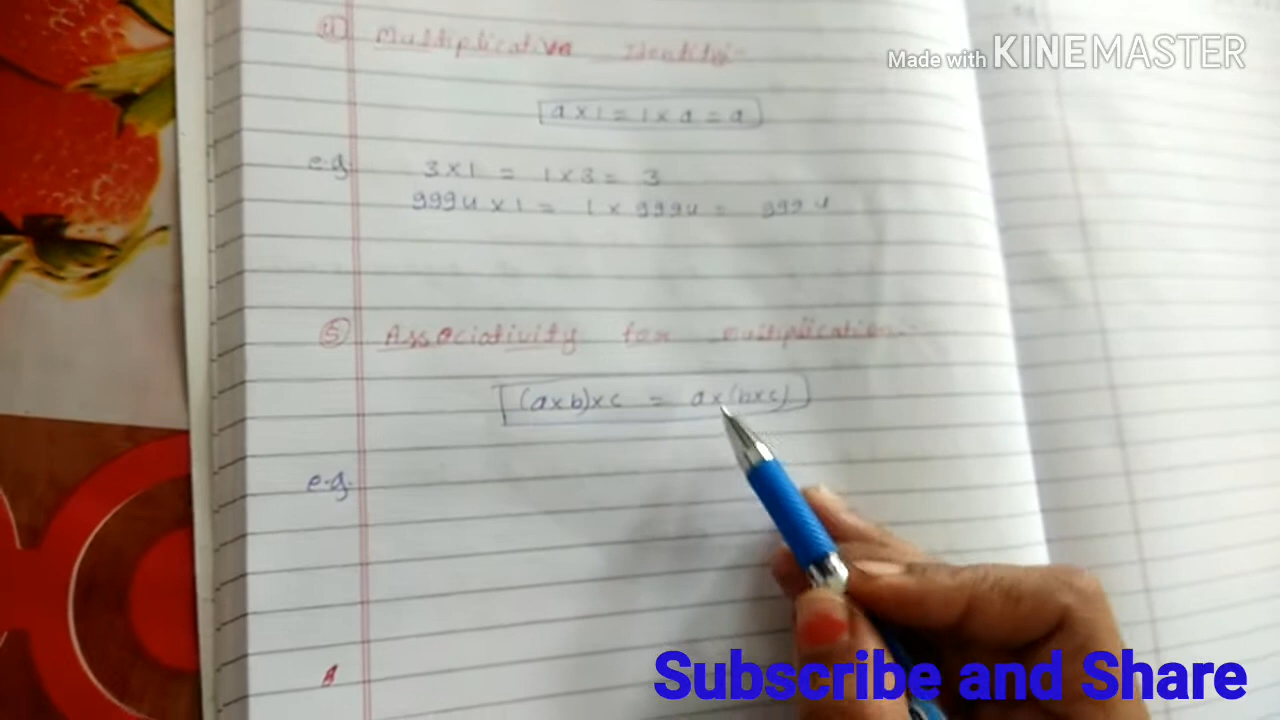 ④ Multiplicative Identity:-
Made with KINEMASTER
a × 1 = 1 × a = a
e.g. 3 × 1 = 1 × 3 = 3
9994 × 1 = 1 × 9994 = 9994
⑤ Associativity for multiplication:-
(a×b)×c = a×(b×c)
e.g.
Subscribe and Share